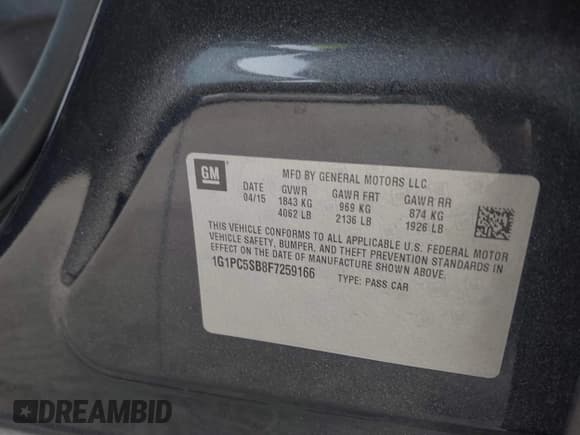 GM
MFD BY GENERAL MOTORS LLC
DATE GVWR GAWR FRT GAWR RR
04/15 1843 KG 969 KG 874 KG
4062 LB 2136 LB 1926 LB
THIS VEHICLE CONFORMS TO ALL APPLICABLE U.S. FEDERAL MOTOR
VEHICLE SAFETY, BUMPER, AND THEFT PREVENTION STANDARDS IN
EFFECT ON THE DATE OF MANUFACTURE SHOWN ABOVE.
1G1PC5SB8F7259166 TYPE: PASS CAR
DREAMBID